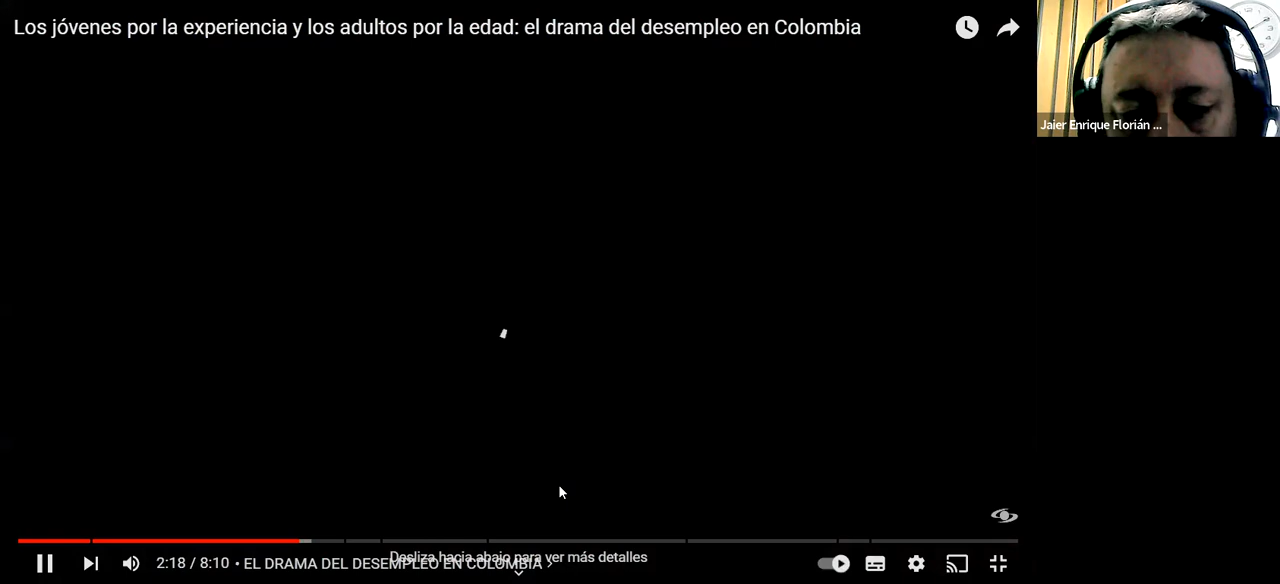 Los jóvenes por la experiencia y los adultos por la edad: el drama del desempleo en Colombia
Jaier Enrique Florián ...
Desliza hacia abajo para ver más detalles
2:18 / 8:10 • EL DRAMA DEL DESEMPLEO EN COLOMBIA ›